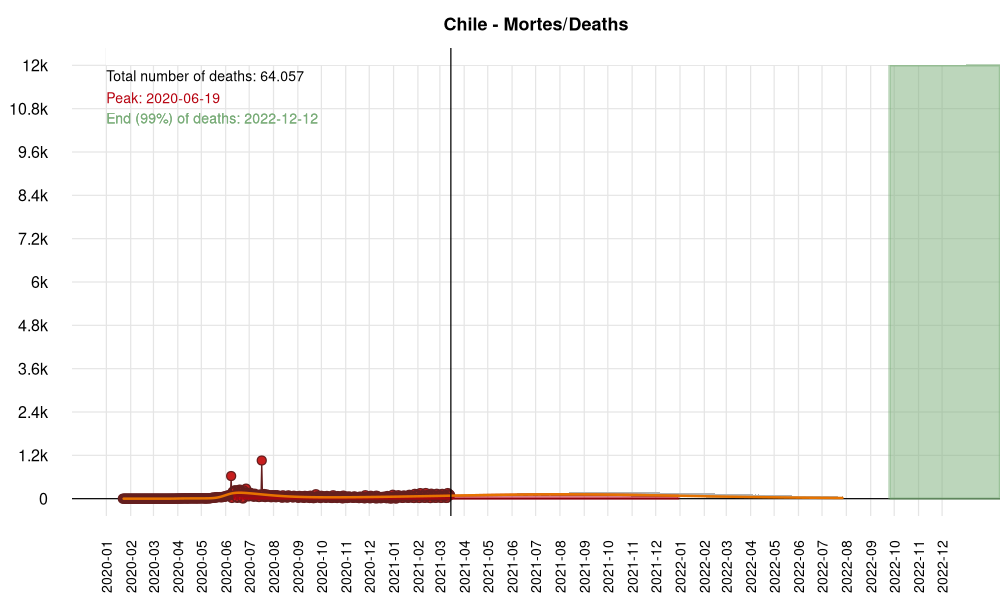 Chile - Mortes/Deaths
Total number of deaths: 64.057
Peak: 2020-06-19
End (99%) of deaths: 2022-12-12
12k
10.8k
9.6k
8.4k
7.2k
6k
4.8k
3.6k
2.4k
1.2k
0
2020-01
2020-02
2020-03
2020-04
2020-05
2020-06
2020-07
2020-08
2020-09
2020-10
2020-11
2020-12
2021-01
2021-02
2021-03
2021-04
2021-05
2021-06
2021-07
2021-08
2021-09
2021-10
2021-11
2021-12
2022-01
2022-02
2022-03
2022-04
2022-05
2022-06
2022-07
2022-08
2022-09
2022-10
2022-11
2022-12